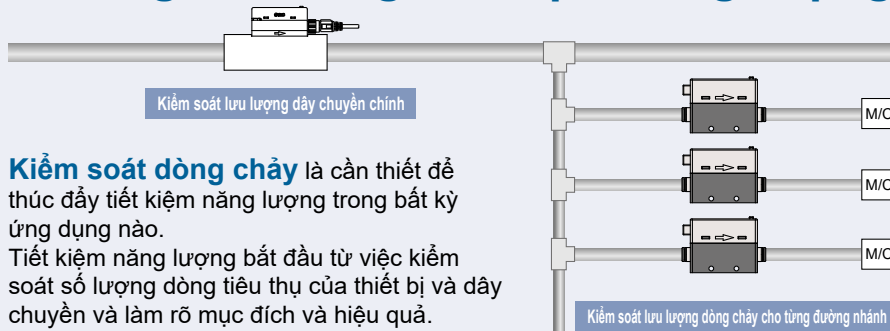 Kiểm soát lưu lượng dây chuyền chính
Kiểm soát dòng chảy là cần thiết để
thúc đẩy tiết kiệm năng lượng trong bất kỳ
ứng dụng nào.
Tiết kiệm năng lượng bắt đầu từ việc kiểm
soát số lượng dòng tiêu thụ của thiết bị và dây
chuyền và làm rõ mục đích và hiệu quả.
M/C
M/C
M/C
Kiểm soát lưu lượng dòng chảy cho từng đường nhánh